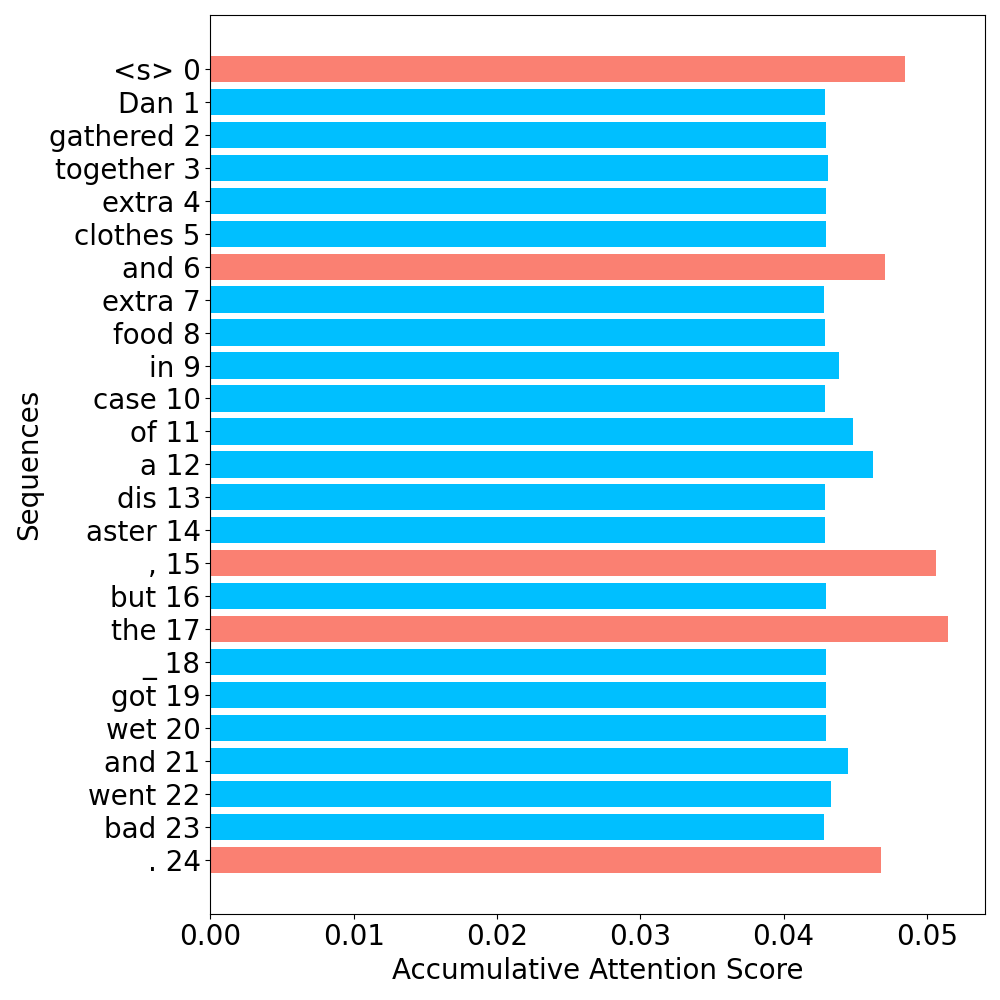 <s> 0
Dan 1
gathered 2
together 3
extra 4
clothes 5
and 6
extra 7
food 8
in 9
case 10
of 11
a 12
dis 13
aster 14
, 15
but 16
the 17
_ 18
got 19
wet 20
and 21
went 22
bad 23
. 24
Sequences
0.00 0.01 0.02 0.03 0.04 0.05
Accumulative Attention Score